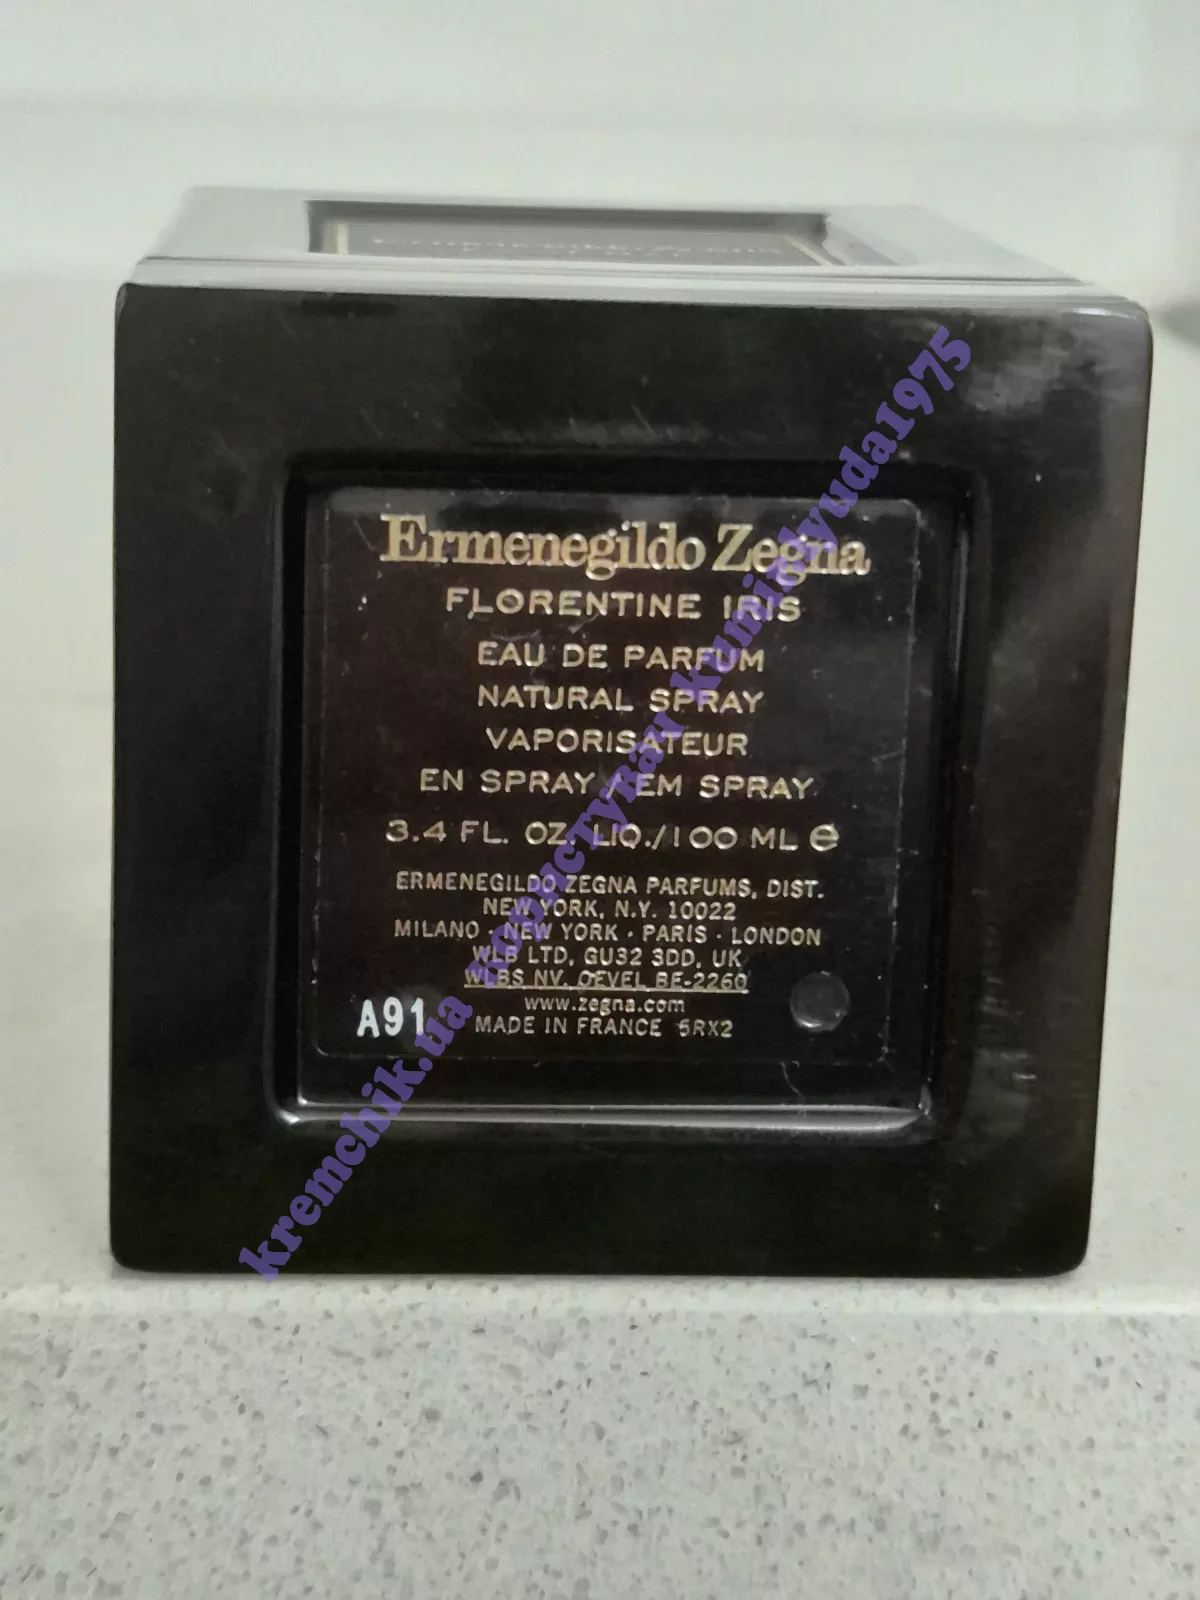 Ermenegildo Zegna
FLORENTINE IRIS
EAU DE PARFUM
NATURAL SPRAY
VAPORISATEUR
EN SPRAY / EM SPRAY
3.4 FL. OZ. LIQ./100 ML e
ERMENEGILDO ZEGNA PARFUMS, DIST.
NEW YORK, N.Y. 10022
MILANO · NEW YORK · PARIS · LONDON
WLB LTD, GU32 3DD, UK
WLBS NV. OEVEL BE-2260
www.zegna.com
A91 MADE IN FRANCE 5RX2
kremchik.ua користувач kuminlyuda1975